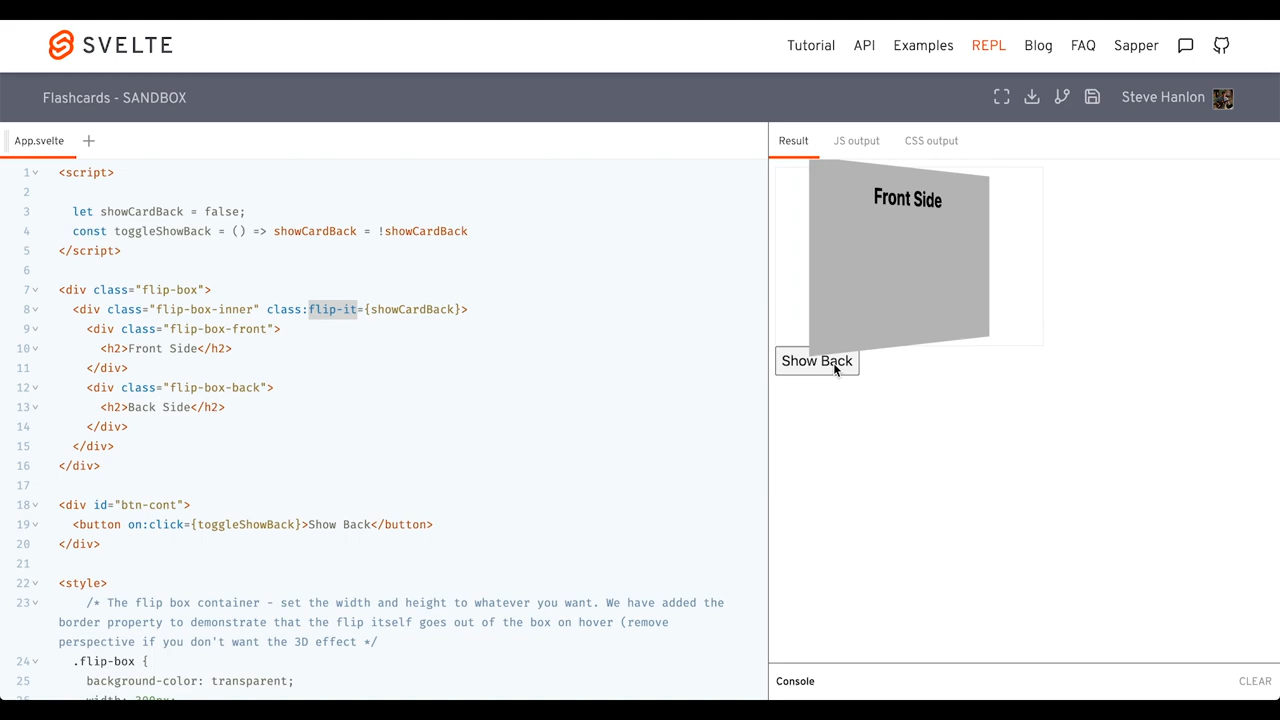 SVELTE
Tutorial API Examples REPL Blog FAQ Sapper
Flashcards - SANDBOX
Steve Hanlon
App.svelte +
1 <script>
2
3 let showCardBack = false;
4 const toggleShowBack = () => showCardBack = !showCardBack
5 </script>
6
7 <div class="flip-box">
8 <div class="flip-box-inner" class:flip-it={showCardBack}>
9 <div class="flip-box-front">
10 <h2>Front Side</h2>
11 </div>
12 <div class="flip-box-back">
13 <h2>Back Side</h2>
14 </div>
15 </div>
16 </div>
17
18 <div id="btn-cont">
19 <button on:click={toggleShowBack}>Show Back</button>
20 </div>
21
22 <style>
23 /* The flip box container - set the width and height to whatever you want. We have added the
border property to demonstrate that the flip itself goes out of the box on hover (remove
perspective if you don't want the 3D effect */
24 .flip-box {
25 background-color: transparent;
Result JS output CSS output
Front Side
Show Back
Console CLEAR